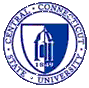 CENTRAL CONNECTICUT
STATE UNIVERSITY
1849